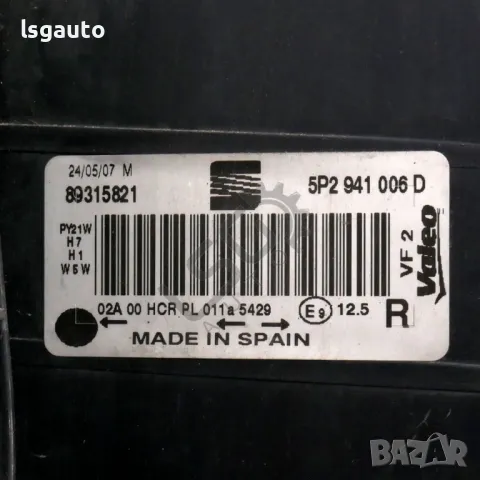 lsgauto
24/05/07 M
89315821
5P2 941 006 D
PY21W
H7
H1
W5W
VF 2
Valeo
02A 00 HCR PL 011a 5429
E9 12.5
R
MADE IN SPAIN
BAZAR